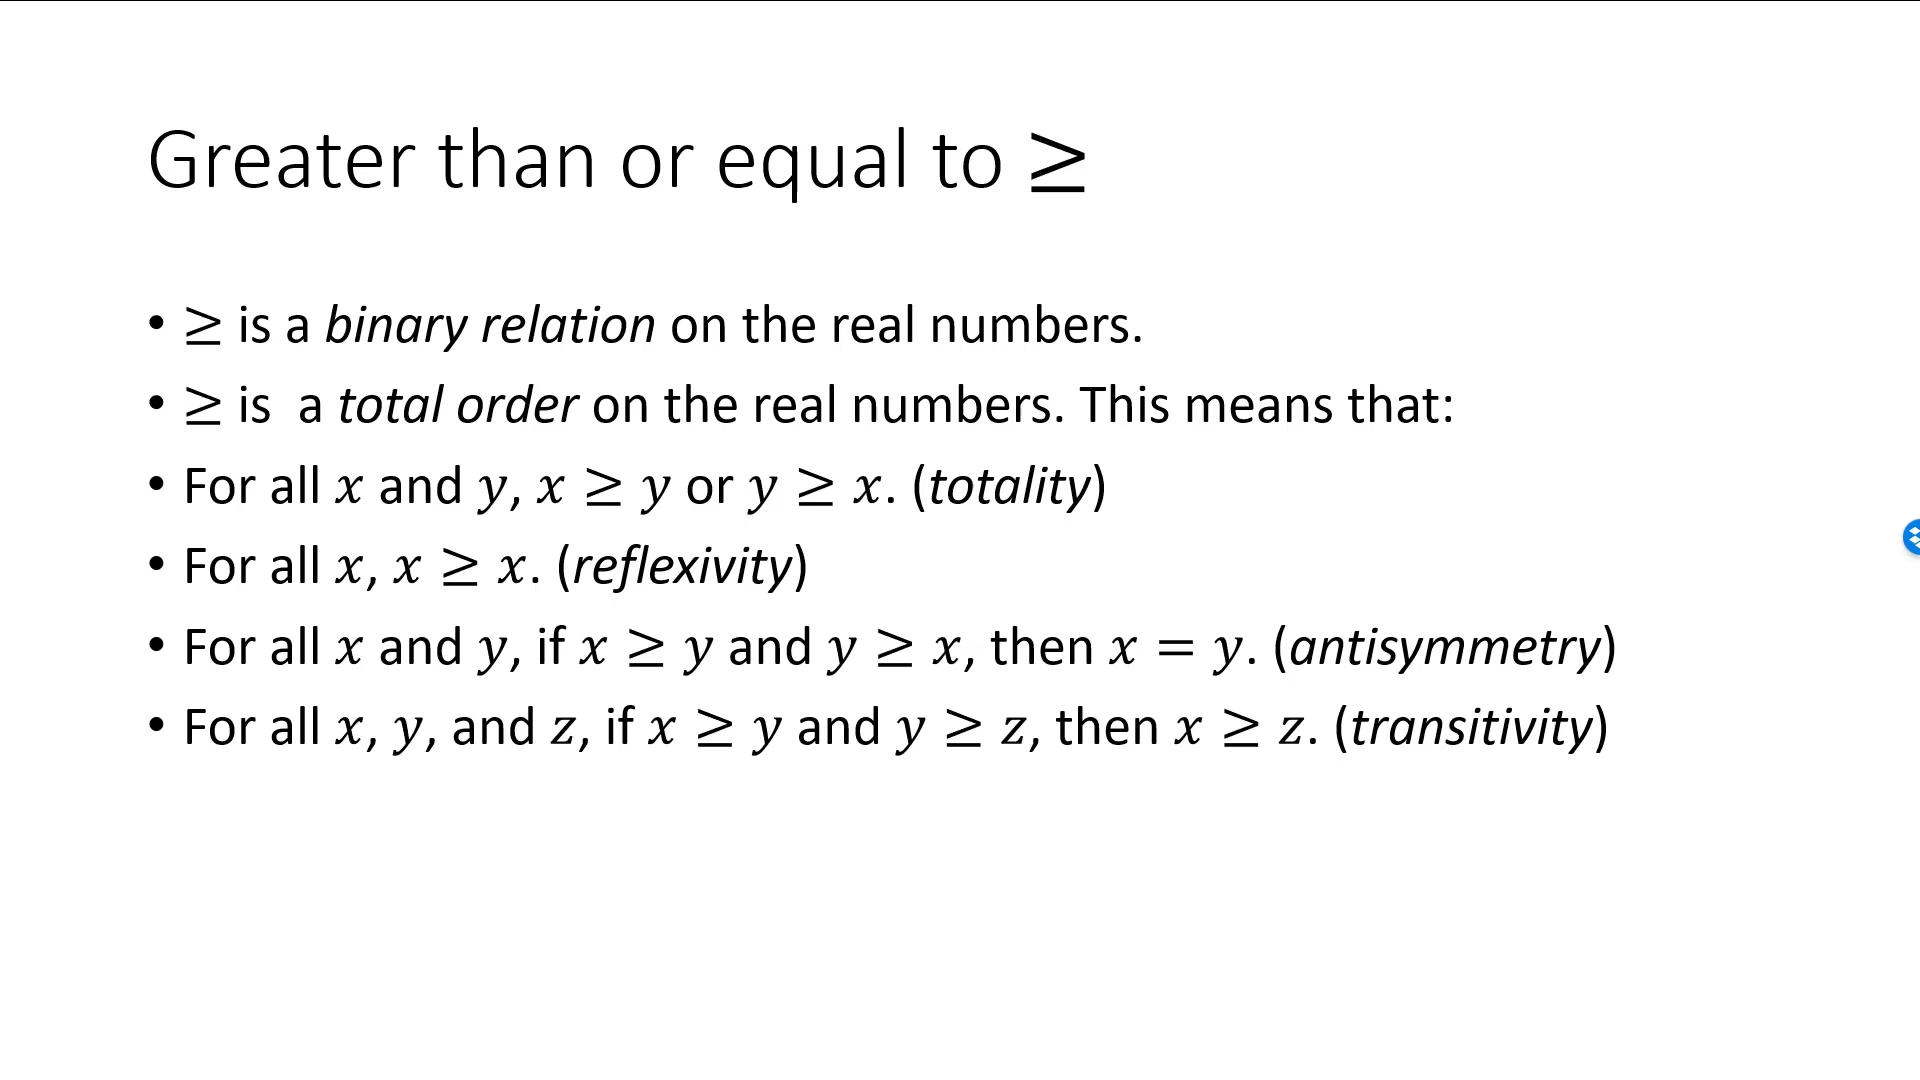 Greater than or equal to ≥
• ≥ is a binary relation on the real numbers.
• ≥ is a total order on the real numbers. This means that:
• For all x and y, x ≥ y or y ≥ x. (totality)
• For all x, x ≥ x. (reflexivity)
• For all x and y, if x ≥ y and y ≥ x, then x = y. (antisymmetry)
• For all x, y, and z, if x ≥ y and y ≥ z, then x ≥ z. (transitivity)